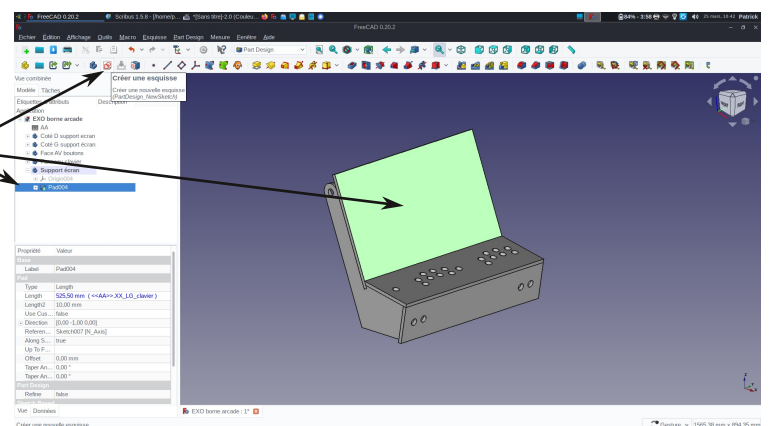 FreeCAD 0.20.2
Scribus 1.5.8 - [/home/p...
*[Sans titre]-2.0 (Couleu...
84% - 3:58
25 mars, 16:42 Patrick
FreeCAD 0.20.2
Fichier Édition Affichage Outils Macro Esquisse Part Design Mesure Fenêtre Aide
Part Design
Vue combinée
Créer une esquisse
Créer une nouvelle esquisse
(PartDesign_NewSketch)
Modèle Tâches
Description
Application
EXO borne arcade
AA
Coté D support ecran
Coté G support écran
Face AV boutons
Support écran
Origin004
Pad004
Propriété Valeur
Base
Label Pad004
Pad
Type Length
Length 525,50 mm ( <<AA>>.XX_LG_clavier )
Length2 10,00 mm
Use Cus... false
Direction [0,00 -1,00 0,00]
Referen... Sketch007 [N_Axis]
Along S... true
Up To F...
Offset 0,00 mm
Taper An... 0,00 °
Taper An... 0,00 °
Part Design
Refine false
Vue Données
EXO borne arcade : 1*
Créer une nouvelle esquisse
Gesture
1565,38 mm x 894,35 mm